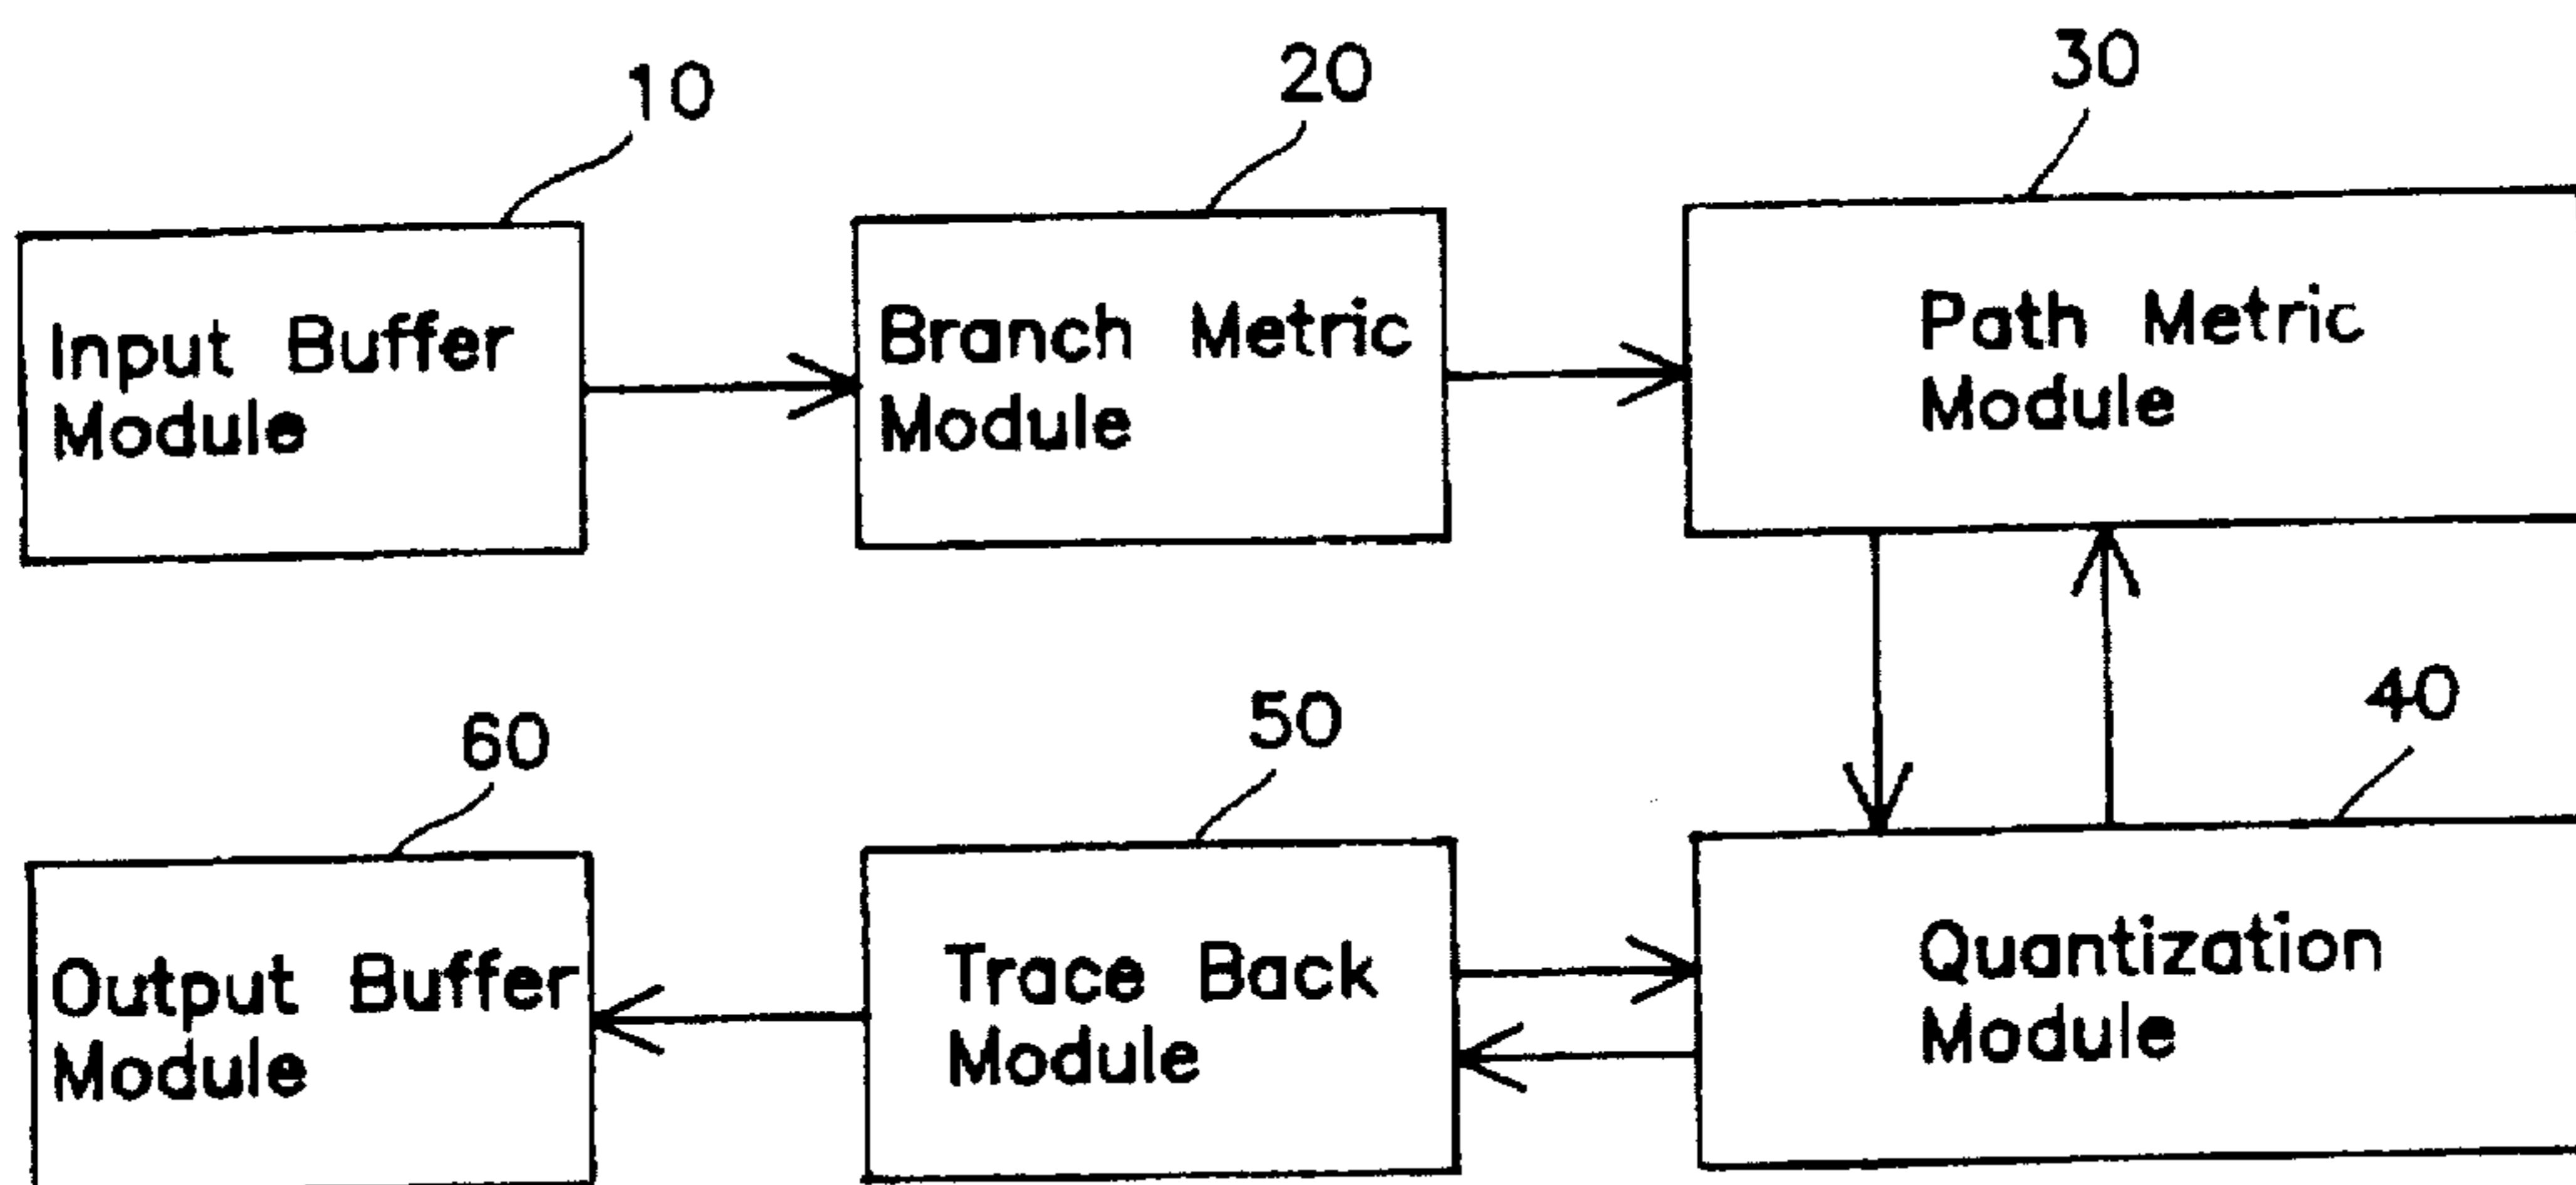 10
20
30
Input Buffer
Module
Branch Metric
Module
Path Metric
Module
60
50
40
Output Buffer
Module
Trace Back
Module
Quantization
Module